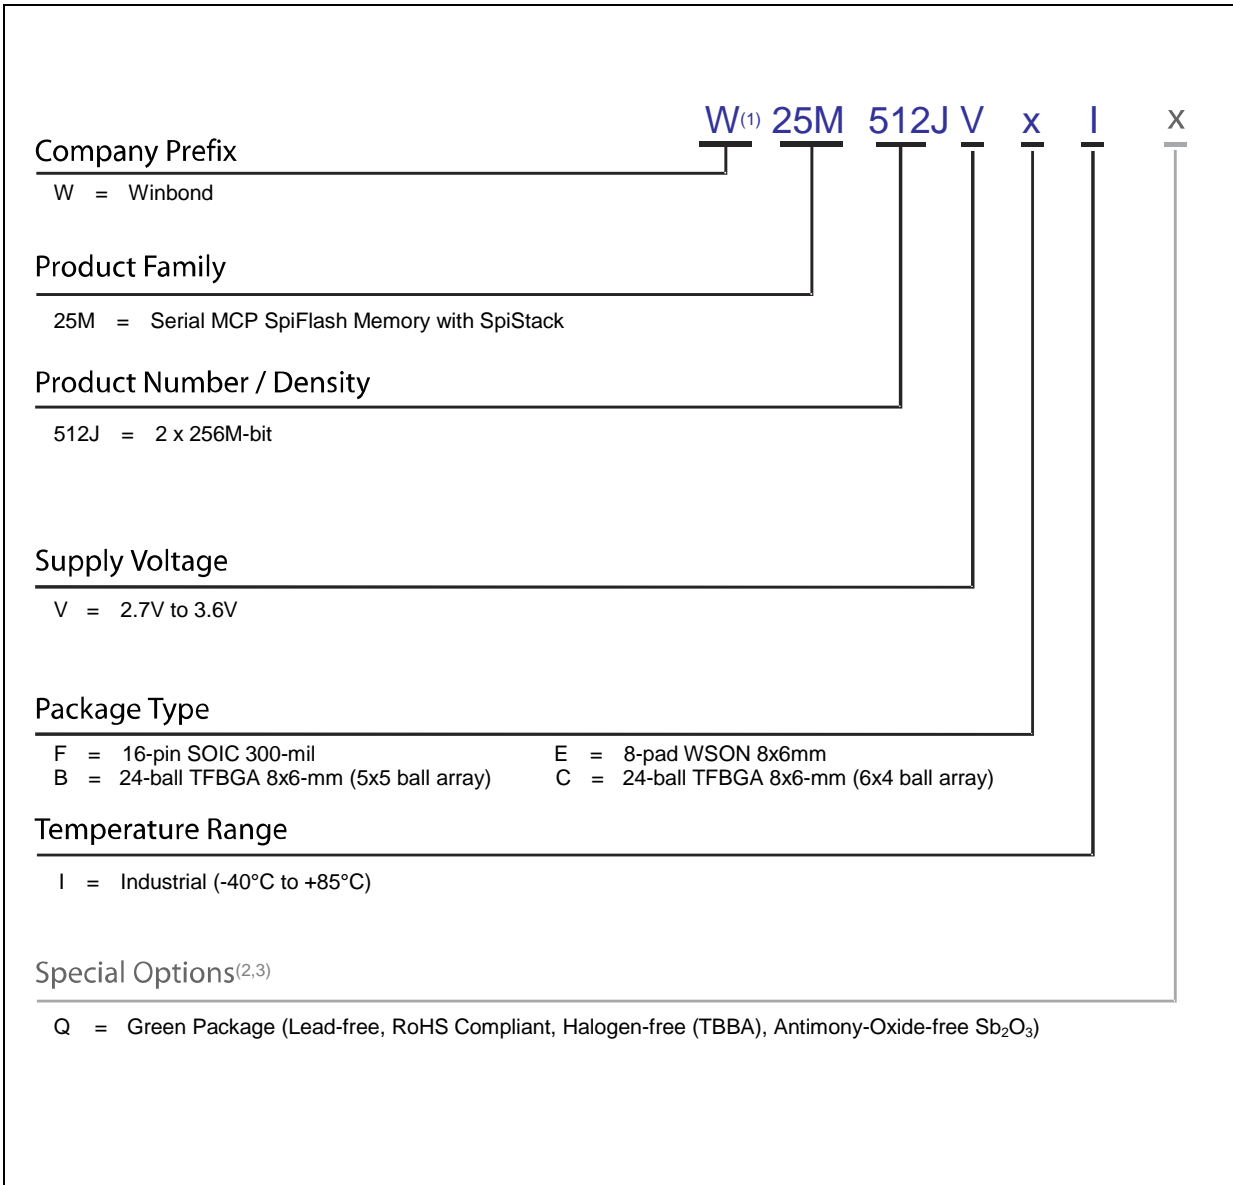 W(1) 25M 512J V x I x
Company Prefix
W = Winbond
Product Family
25M = Serial MCP SpiFlash Memory with SpiStack
Product Number / Density
512J = 2 x 256M-bit
Supply Voltage
V = 2.7V to 3.6V
Package Type
F = 16-pin SOIC 300-mil E = 8-pad WSON 8x6mm
B = 24-ball TFBGA 8x6-mm (5x5 ball array) C = 24-ball TFBGA 8x6-mm (6x4 ball array)
Temperature Range
I = Industrial (-40°C to +85°C)
Special Options(2,3)
Q = Green Package (Lead-free, RoHS Compliant, Halogen-free (TBBA), Antimony-Oxide-free Sb₂O₃)